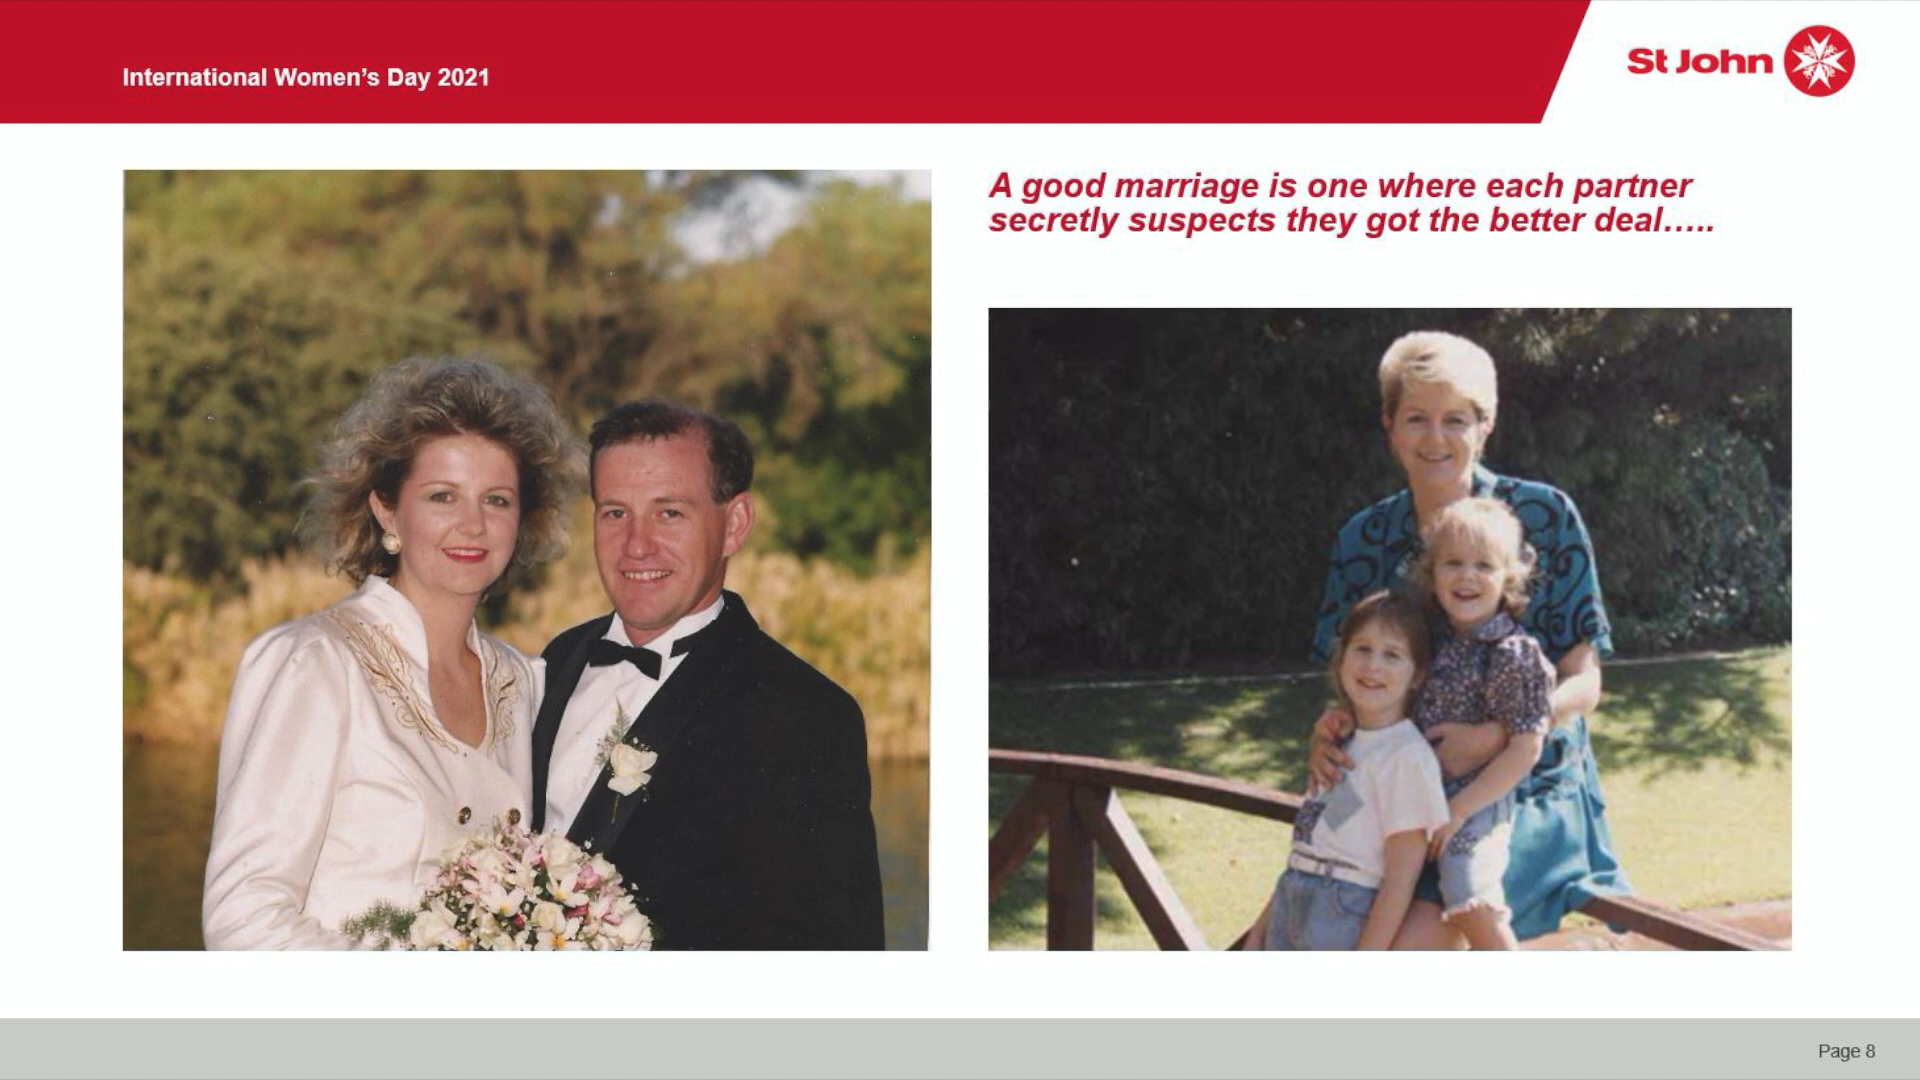 International Women's Day 2021
St John
A good marriage is one where each partner
secretly suspects they got the better deal…..
Page 8